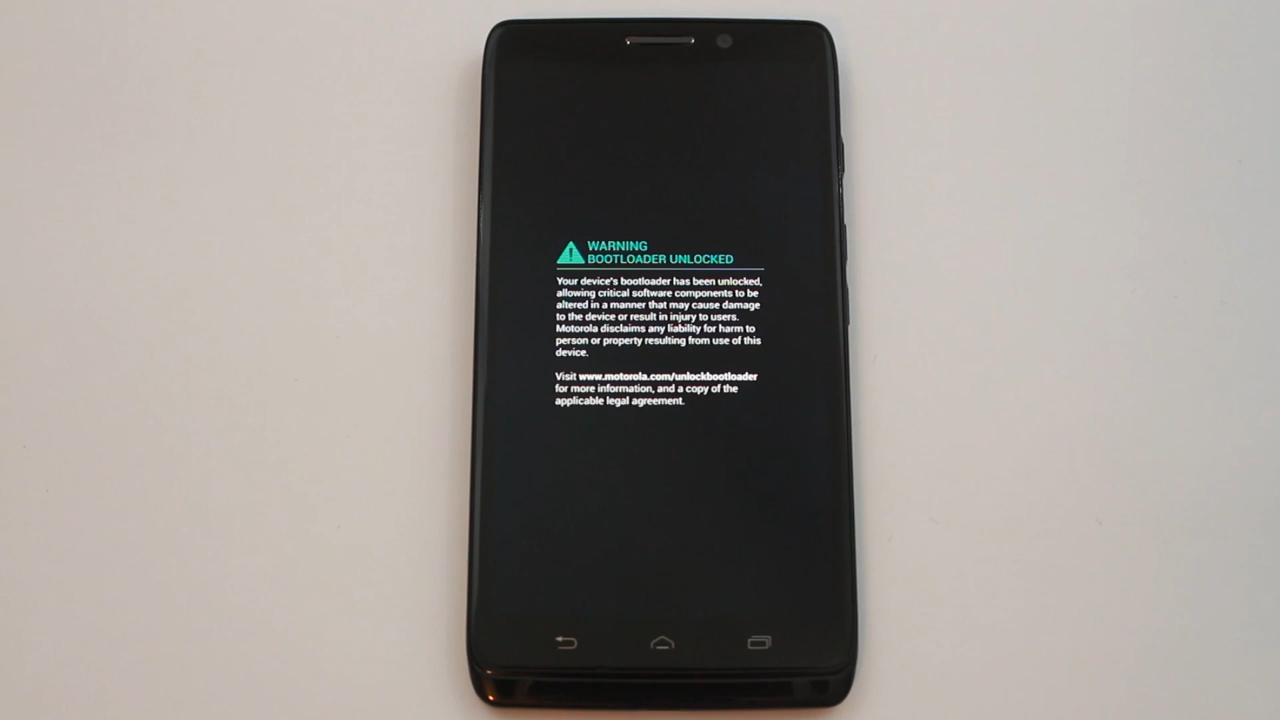 WARNING
BOOTLOADER UNLOCKED
Your device's bootloader has been unlocked,
allowing critical software components to be
altered in a manner that may cause damage
to the device or result in injury to users.
Motorola disclaims any liability for harm to
person or property resulting from use of this
device.
Visit www.motorola.com/unlockbootloader
for more information, and a copy of the
applicable legal agreement.